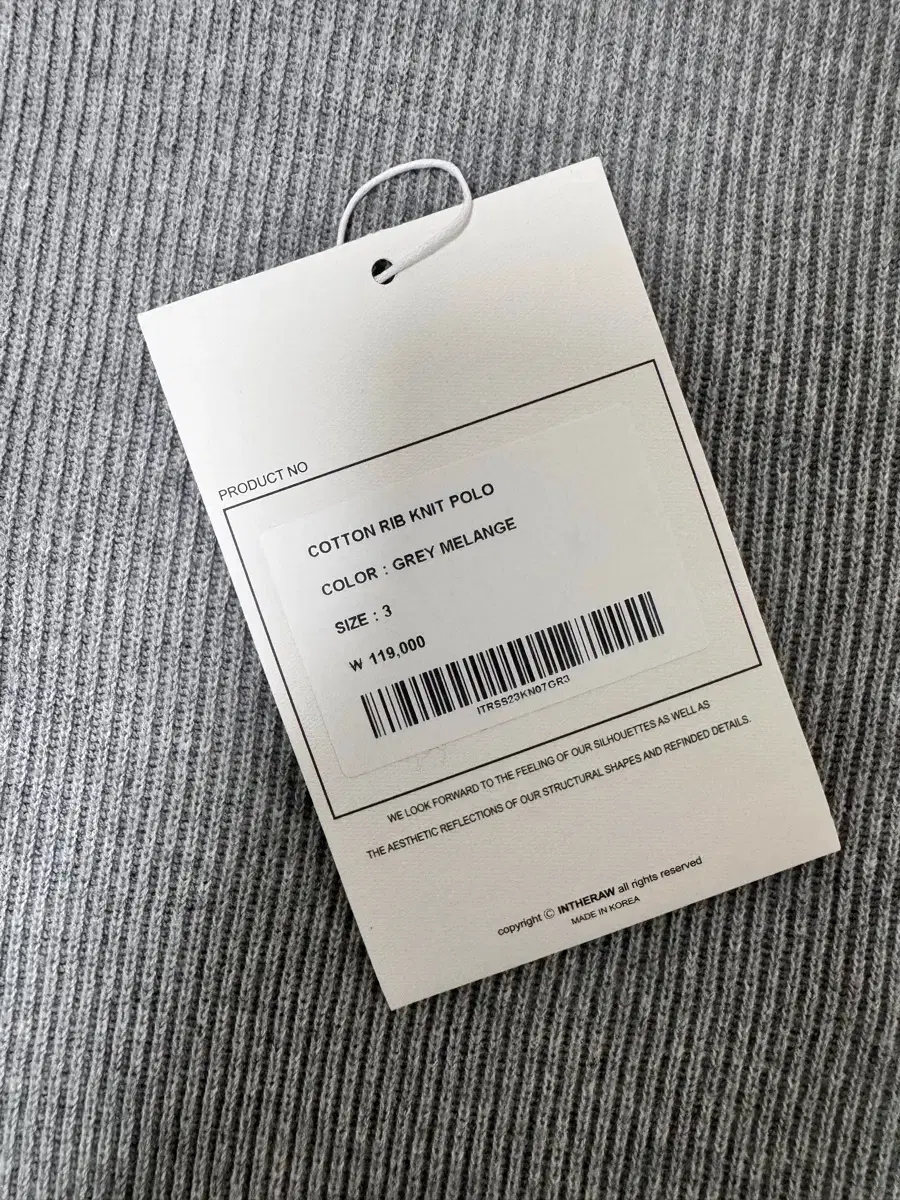 PRODUCT NO
COTTON RIB KNIT POLO
COLOR : GREY MELANGE
SIZE : 3
₩ 119,000
ITRSS23KN07GR3
WE LOOK FORWARD TO THE FEELING OF OUR SILHOUETTES AS WELL AS
THE AESTHETIC REFLECTIONS OF OUR STRUCTURAL SHAPES AND REFINDED DETAILS.
copyright © INTHERAW all rights reserved
MADE IN KOREA